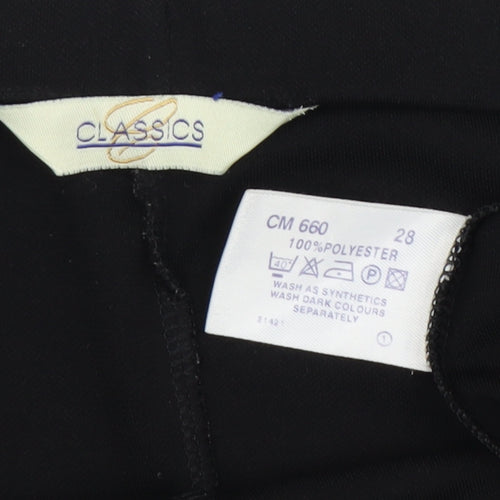 CLASSICS
CM 660 28
100%POLYESTER
40° P
WASH AS SYNTHETICS
WASH DARK COLOURS
SEPARATELY
1